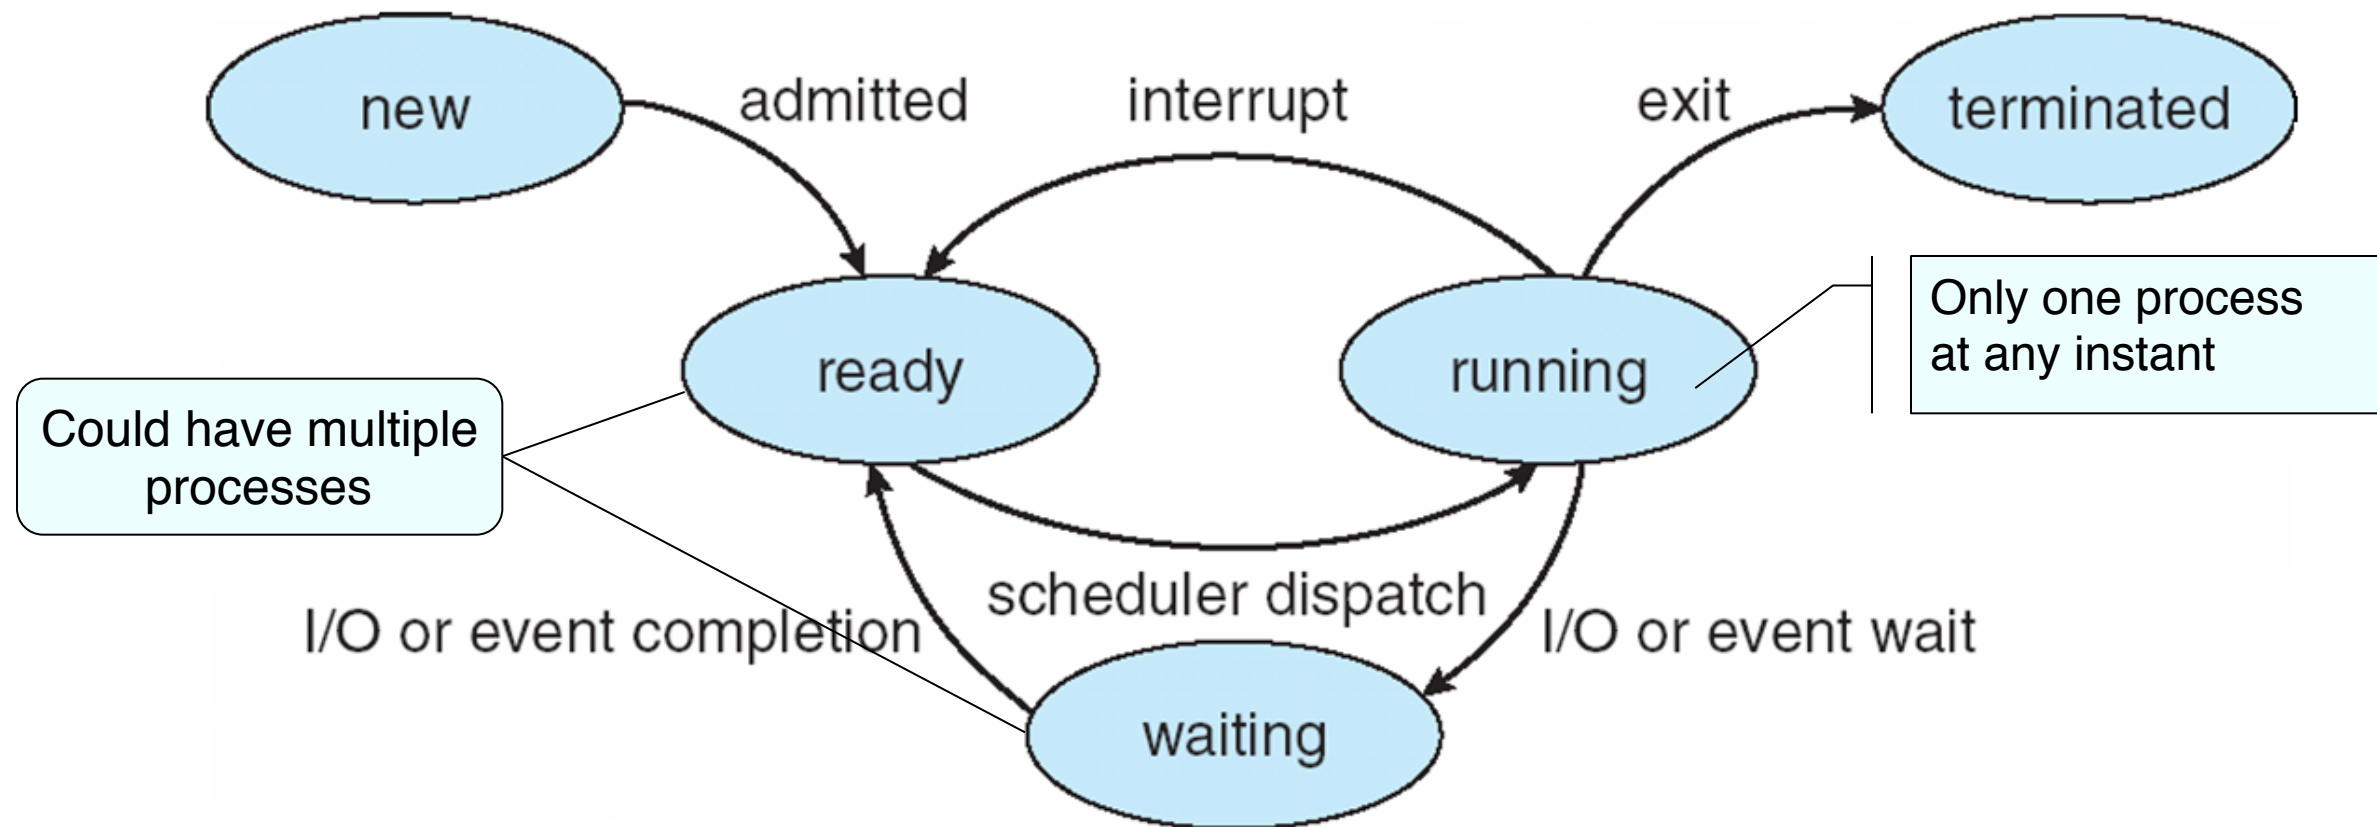 new
admitted
interrupt
exit
terminated
Only one process
at any instant
ready
running
Could have multiple
processes
scheduler dispatch
I/O or event completion
I/O or event wait
waiting